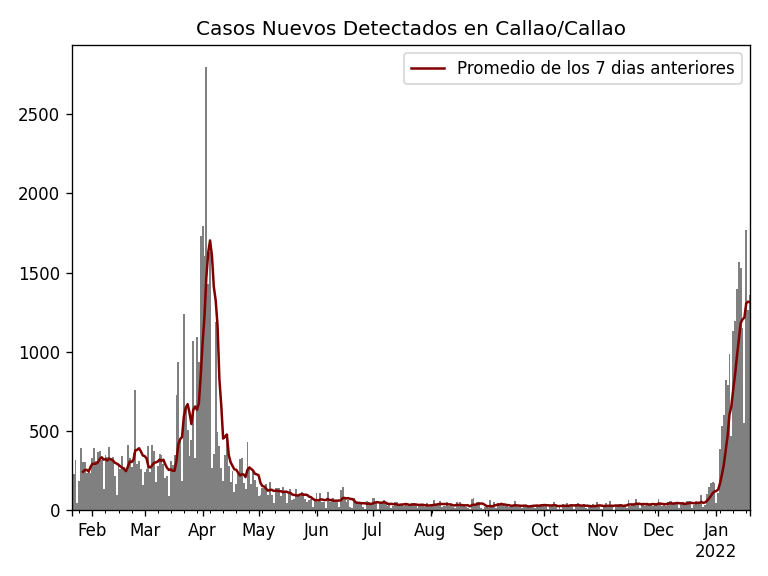 Casos Nuevos Detectados en Callao/Callao
Promedio de los 7 dias anteriores
2500
2000
1500
1000
500
0
Feb Mar Apr May Jun Jul Aug Sep Oct Nov Dec Jan
2022